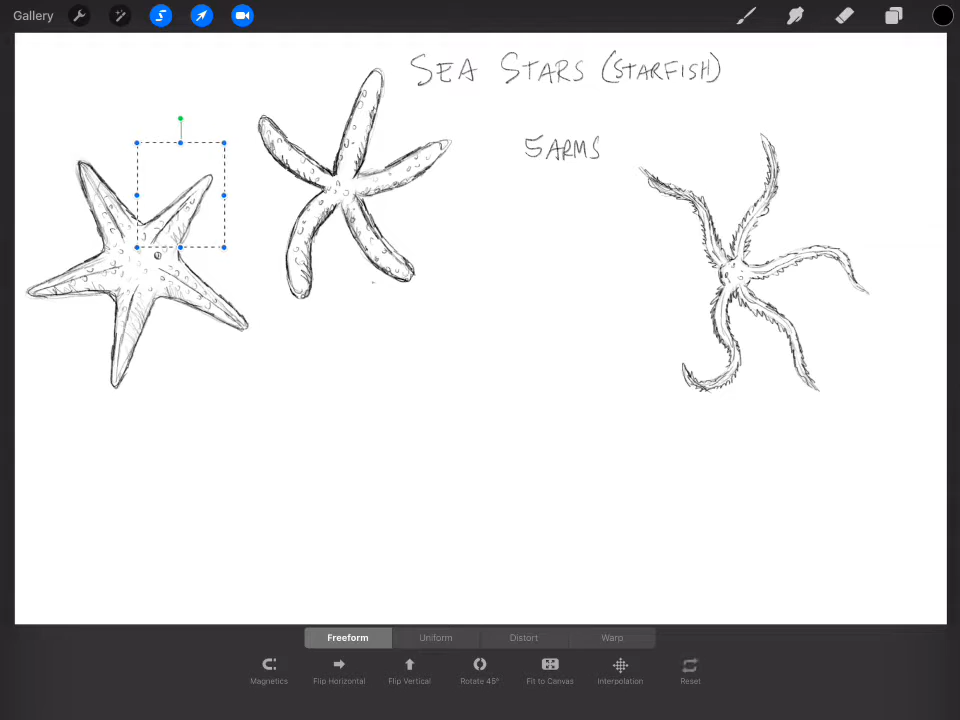 Gallery
SEA STARS (STARFISH)
5 ARMS
Freeform Uniform Distort Warp
Magnetics Flip Horizontal Flip Vertical Rotate 45° Fit to Canvas Interpolation Reset